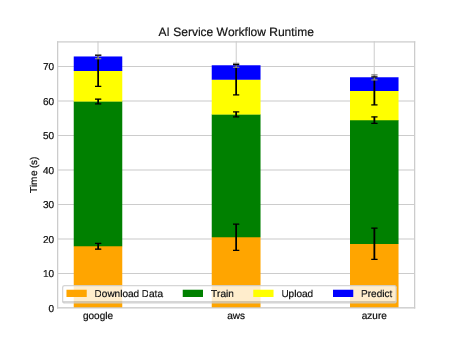 AI Service Workflow Runtime
Time (s)
70
60
50
40
30
20
10
0
Download Data Train Upload Predict
google aws azure